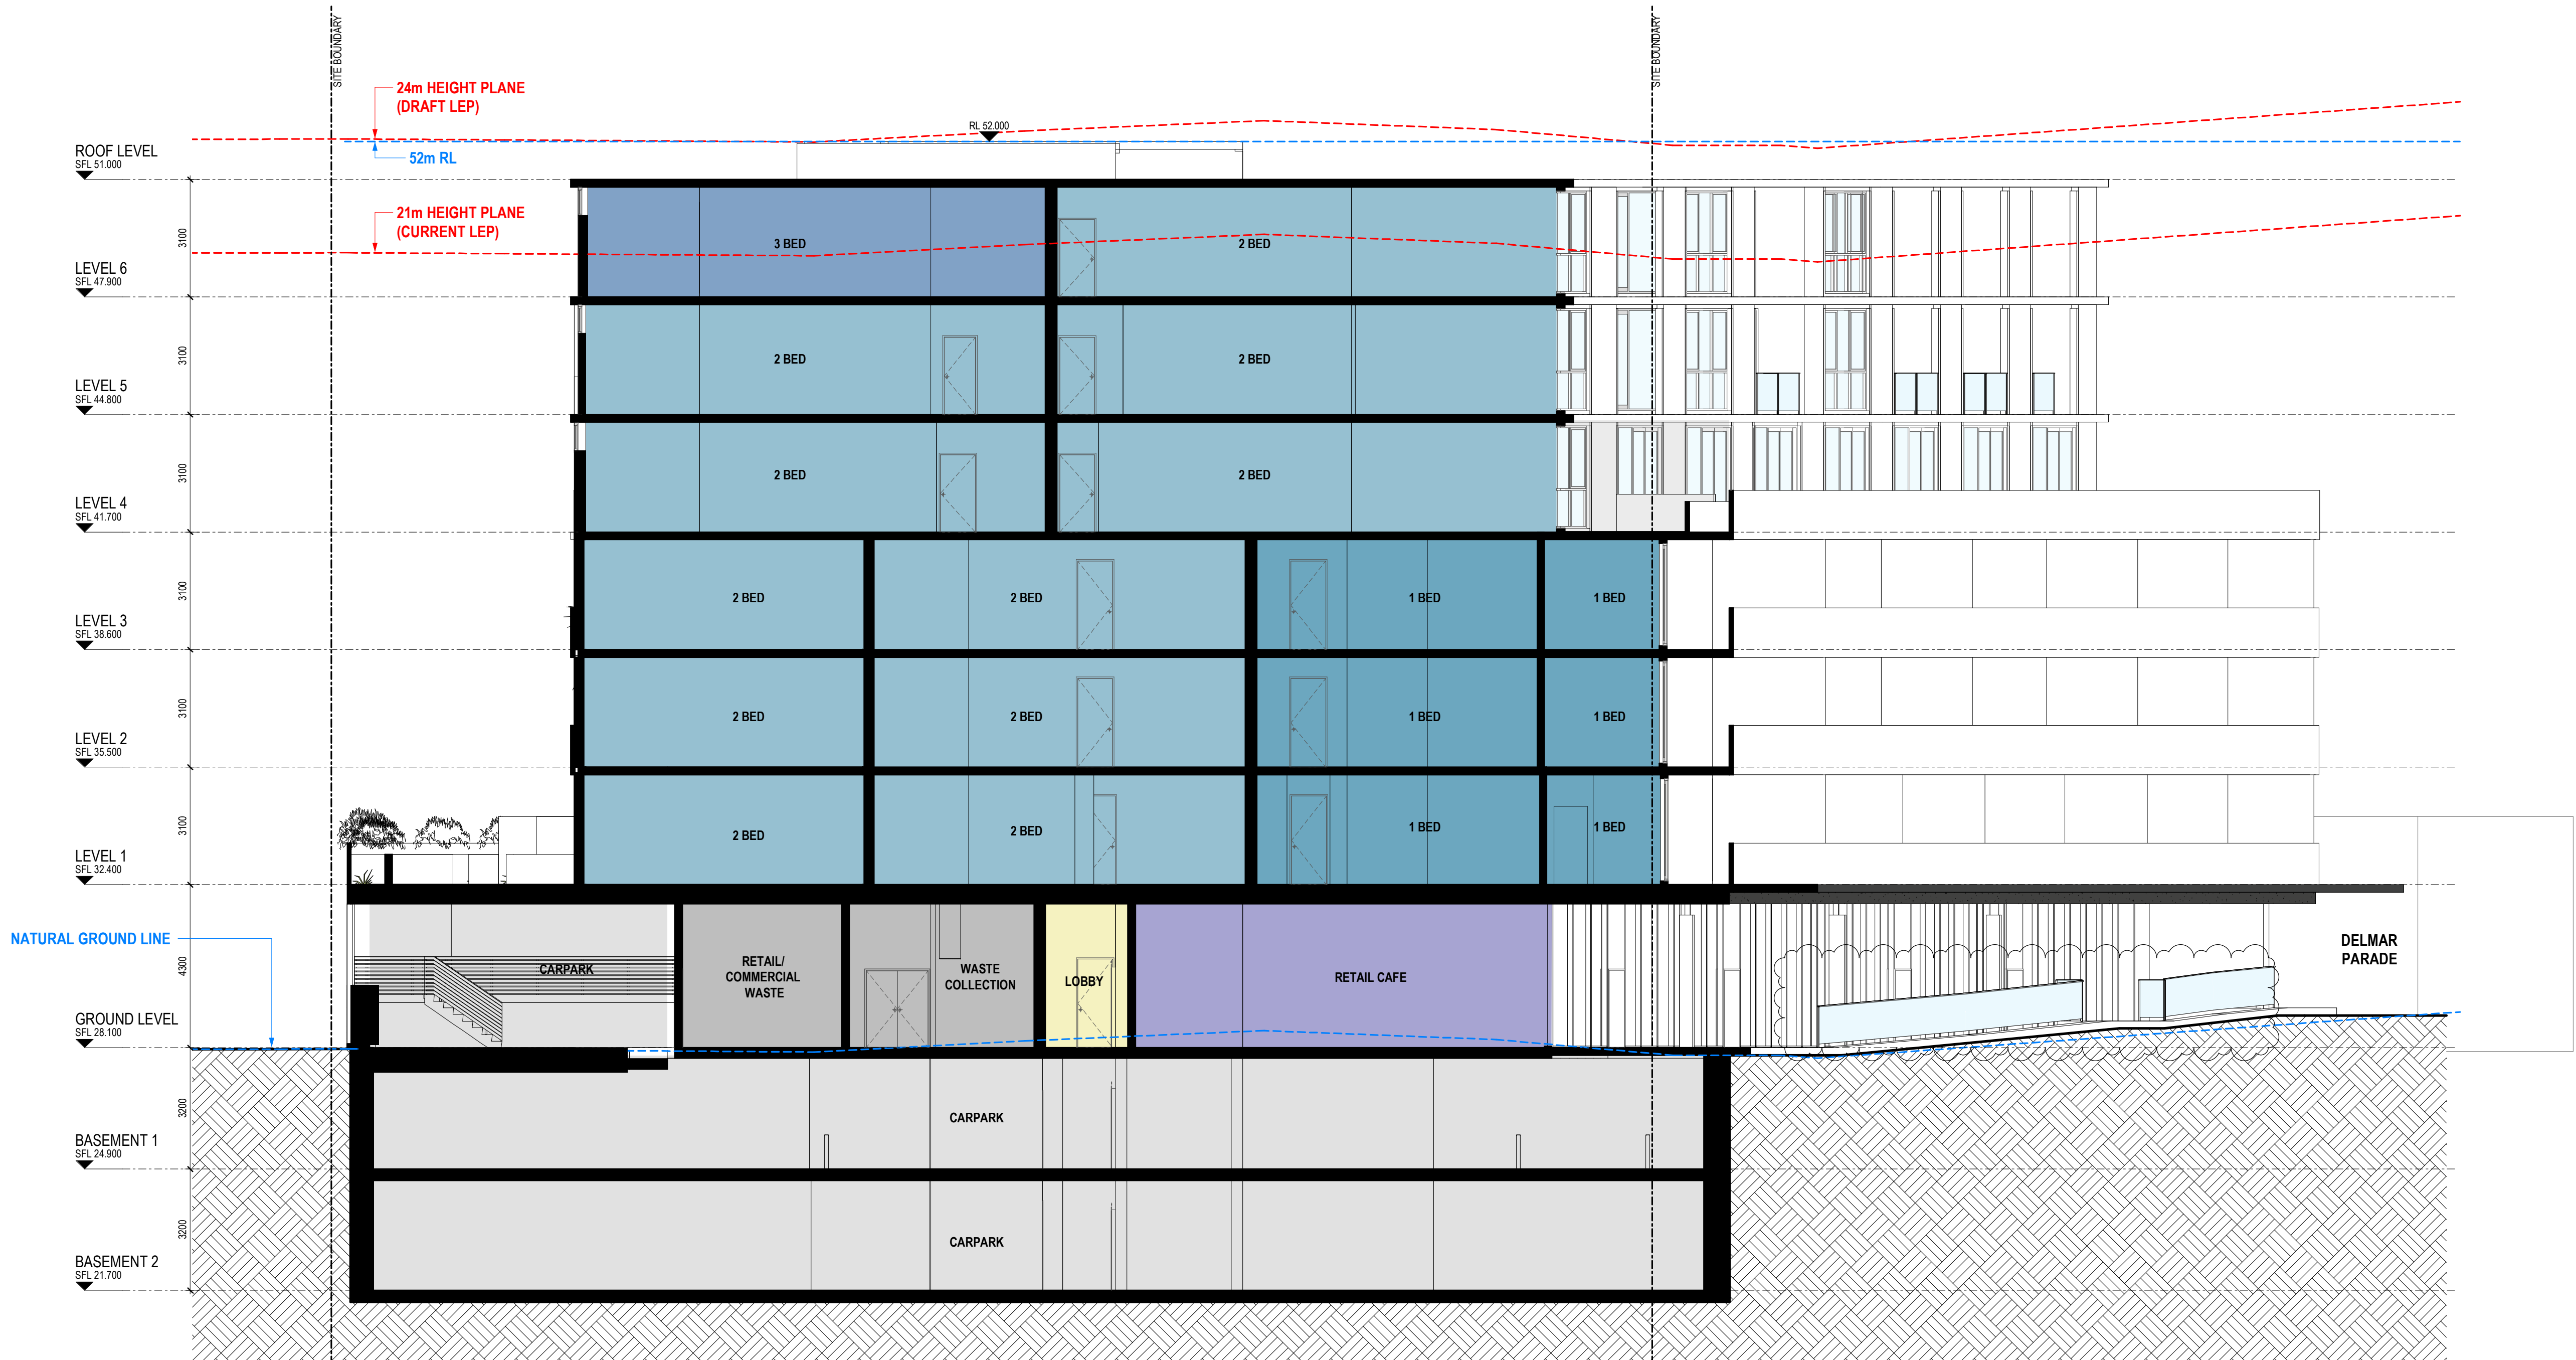 SITE BOUNDARY
SITE BOUNDARY
24m HEIGHT PLANE
(DRAFT LEP)
RL 52.000
52m RL
ROOF LEVEL
SFL 51.000
21m HEIGHT PLANE
(CURRENT LEP)
3100
3 BED
2 BED
LEVEL 6
SFL 47.900
3100
2 BED
2 BED
LEVEL 5
SFL 44.800
3100
2 BED
2 BED
LEVEL 4
SFL 41.700
3100
2 BED
2 BED
1 BED
1 BED
LEVEL 3
SFL 38.600
3100
2 BED
2 BED
1 BED
1 BED
LEVEL 2
SFL 35.500
3100
2 BED
2 BED
1 BED
1 BED
LEVEL 1
SFL 32.400
NATURAL GROUND LINE
4300
CARPARK
RETAIL/
COMMERCIAL
WASTE
WASTE
COLLECTION
LOBBY
RETAIL CAFE
DELMAR
PARADE
GROUND LEVEL
SFL 28.100
3200
CARPARK
BASEMENT 1
SFL 24.900
3200
CARPARK
BASEMENT 2
SFL 21.700